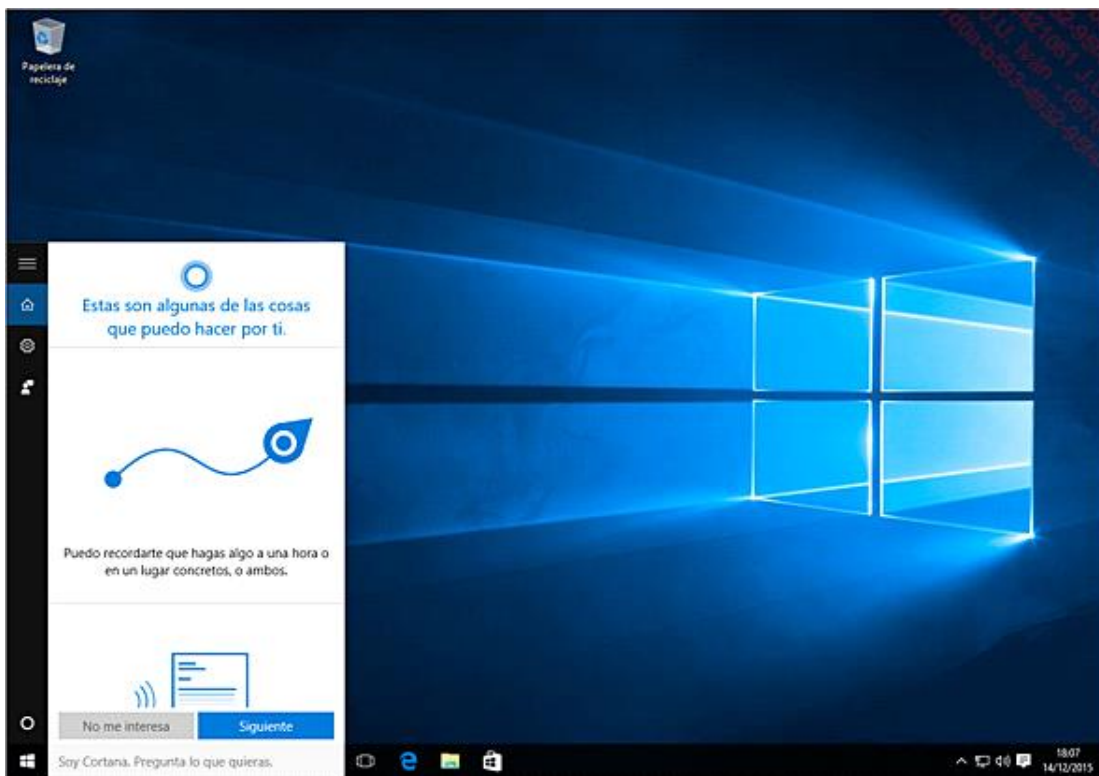 Papelera de
reciclaje
Estas son algunas de las cosas
que puedo hacer por ti.
Puedo recordarte que hagas algo a una hora o
en un lugar concretos, o ambos.
No me interesa
Siguiente
Soy Cortana. Pregunta lo que quieras.
18:07
14/12/2015